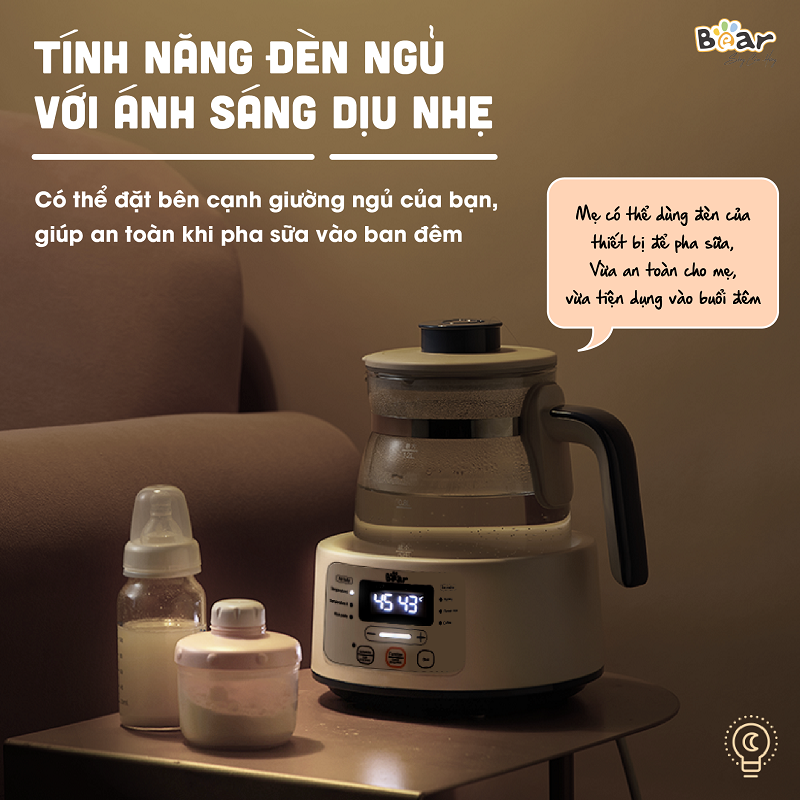 Bear
TÍNH NĂNG ĐÈN NGỦ
VỚI ÁNH SÁNG DỊU NHẸ
Có thể đặt bên cạnh giường ngủ của bạn,
giúp an toàn khi pha sữa vào ban đêm
Mẹ có thể dùng đèn của
thiết bị để pha sữa,
Vừa an toàn cho mẹ,
vừa tiện dụng vào buổi đêm
Bear
45 43°C